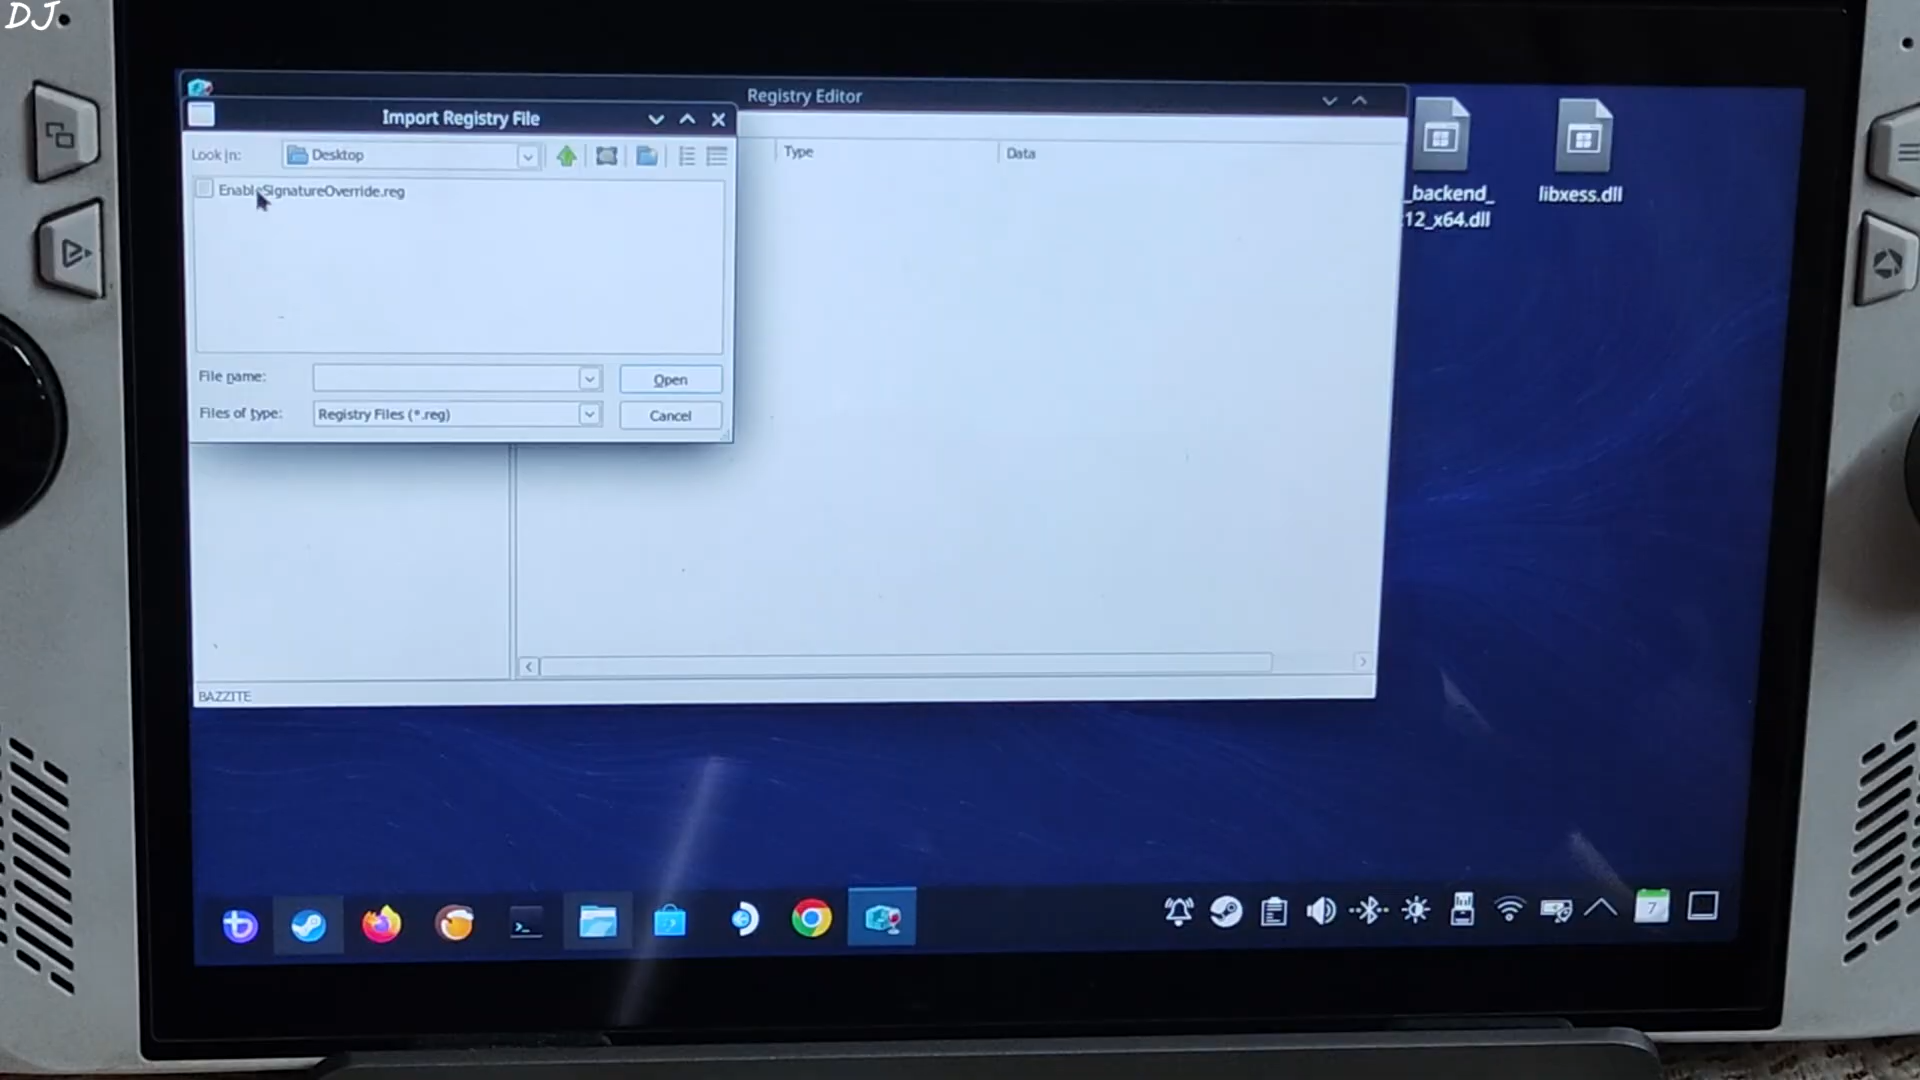 DJ.
Registry Editor
Import Registry File
Look in:
Desktop
Type
Data
EnableSignatureOverride.reg
_backend_
12_x64.dll
libxess.dll
File name:
Open
Files of type:
Registry Files (*.reg)
Cancel
BAZZITE
7